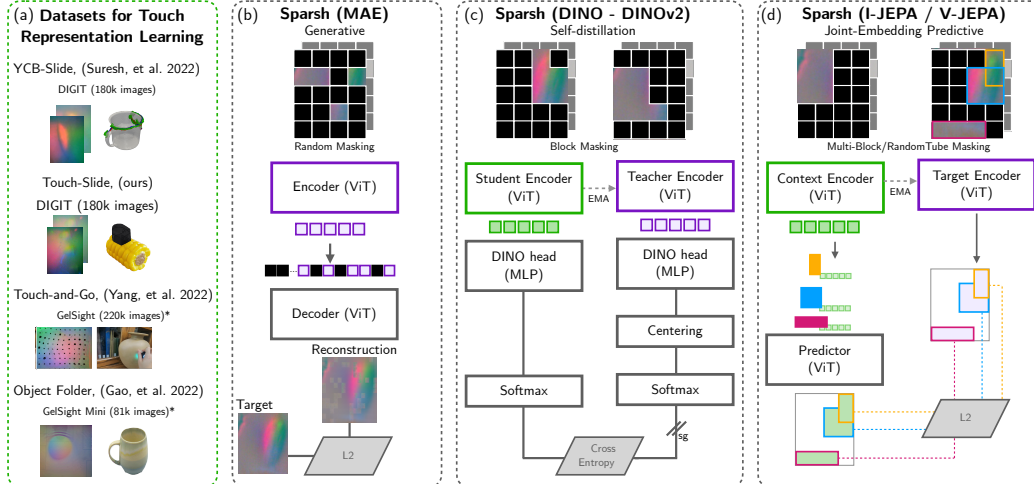 (a) Datasets for Touch
Representation Learning
YCB-Slide, (Suresh, et al. 2022)
DIGIT (180k images)
Touch-Slide, (ours)
DIGIT (180k images)
Touch-and-Go, (Yang, et al. 2022)
GelSight (220k images)*
Object Folder, (Gao, et al. 2022)
GelSight Mini (81k images)*
(b) Sparsh (MAE)
Generative
Random Masking
Encoder (ViT)
Decoder (ViT)
Reconstruction
Target
L2
(c) Sparsh (DINO - DINOv2)
Self-distillation
Block Masking
Student Encoder
(ViT)
EMA
Teacher Encoder
(ViT)
DINO head
(MLP)
DINO head
(MLP)
Centering
Softmax
Softmax
sg
Cross
Entropy
(d) Sparsh (I-JEPA / V-JEPA)
Joint-Embedding Predictive
Multi-Block/RandomTube Masking
Context Encoder
(ViT)
EMA
Target Encoder
(ViT)
Predictor
(ViT)
L2